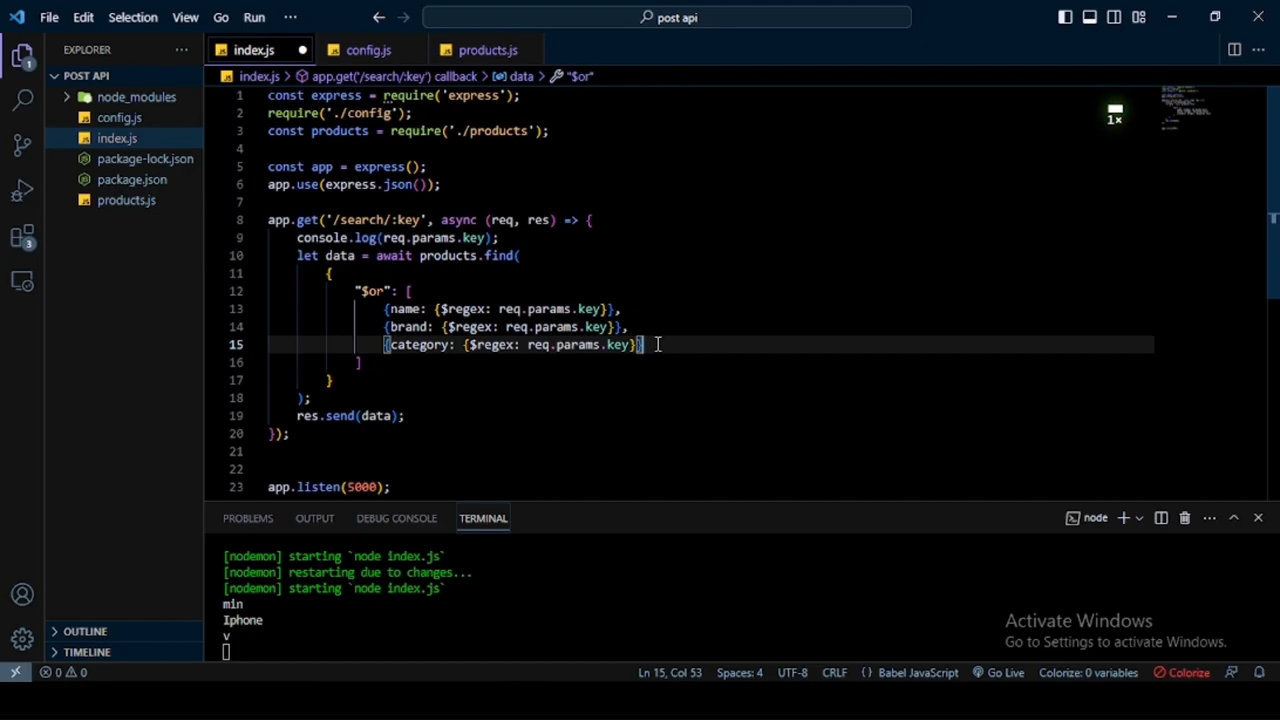 File Edit Selection View Go Run ··· post api
EXPLORER ··· index.js config.js products.js
POST API
index.js > app.get('/search/:key') callback > data > "$or"
node_modules
config.js
index.js
package-lock.json
package.json
products.js
1 const express = require('express');
2 require('./config');
3 const products = require('./products');
4
5 const app = express();
6 app.use(express.json());
7
8 app.get('/search/:key', async (req, res) => {
9 console.log(req.params.key);
10 let data = await products.find(
11 {
12 "$or": [
13 {name: {$regex: req.params.key}},
14 {brand: {$regex: req.params.key}},
15 {category: {$regex: req.params.key}}
16 ]
17 }
18 );
19 res.send(data);
20 });
21
22
23 app.listen(5000);
1×
1
3
PROBLEMS OUTPUT DEBUG CONSOLE TERMINAL node
[nodemon] starting `node index.js`
[nodemon] restarting due to changes...
[nodemon] starting `node index.js`
min
Iphone
v
OUTLINE
TIMELINE
Activate Windows
Go to Settings to activate Windows.
0 0 Ln 15, Col 53 Spaces: 4 UTF-8 CRLF { } Babel JavaScript Go Live Colorize: 0 variables Colorize